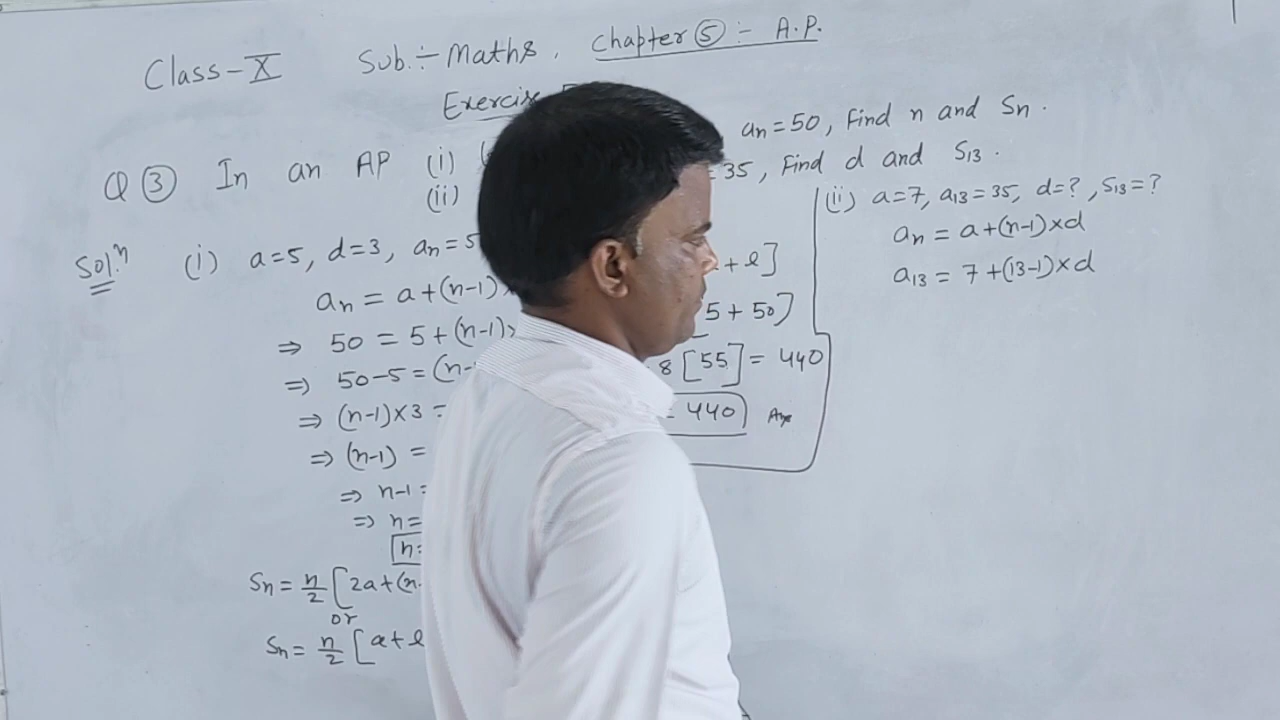 Class-X Sub.:- Maths, Chapter ⑤ :- A.P.
Exercise
Q ③ In an AP (i) an = 50, Find n and Sn.
(ii) = 35, Find d and S13.
Soln (i) a=5, d=3, an=5
an = a+(n-1)
⇒ 50 = 5+(n-1)
⇒ 50-5 = (n-
⇒ (n-1)×3 =
⇒ (n-1) =
⇒ n-1 =
⇒ n =
n =
Sn = n/2 [2a+(n-
or
Sn = n/2 [a+l
+ l]
5 + 50]
8 [55] = 440
= 440 Ans
(ii) a=7, a13=35, d=?, S13=?
an = a+(n-1)×d
a13 = 7+(13-1)×d